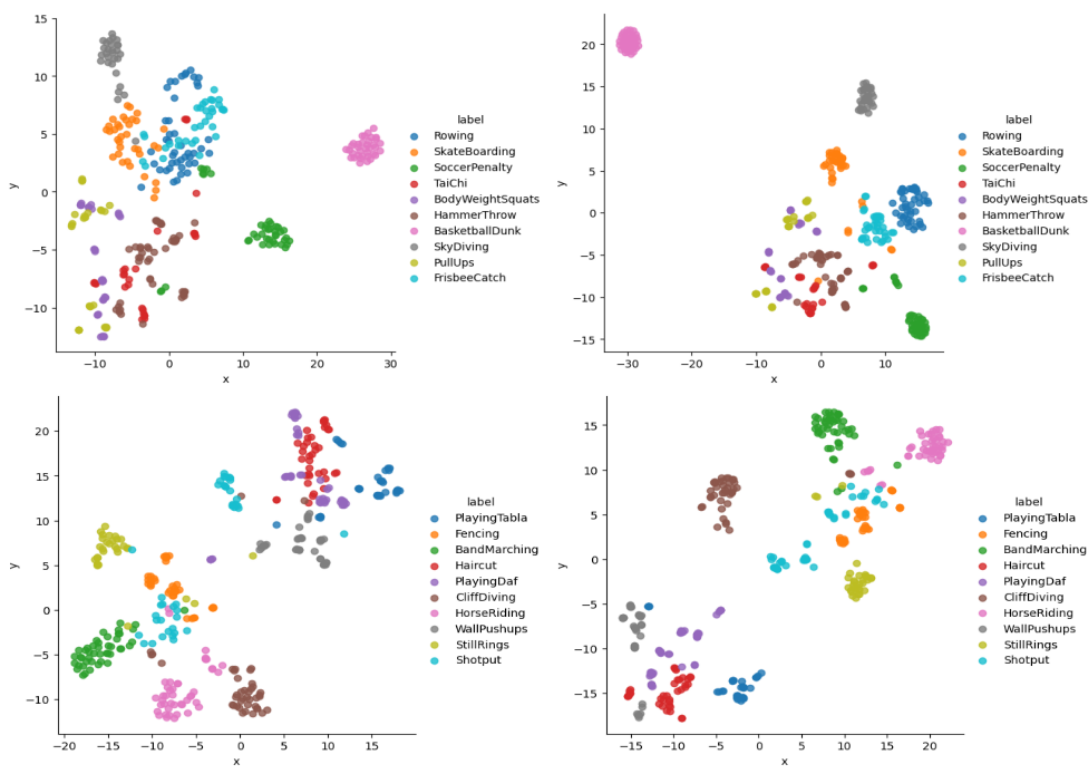 15
10
5
0
−5
−10
−10
0
10
20
30
y
x
label
Rowing
SkateBoarding
SoccerPenalty
TaiChi
BodyWeightSquats
HammerThrow
BasketballDunk
SkyDiving
PullUps
FrisbeeCatch
20
15
10
5
0
−5
−10
−15
−30
−20
−10
0
10
y
x
label
Rowing
SkateBoarding
SoccerPenalty
TaiChi
BodyWeightSquats
HammerThrow
BasketballDunk
SkyDiving
PullUps
FrisbeeCatch
20
15
10
5
0
−5
−10
−20
−15
−10
−5
0
5
10
15
y
x
label
PlayingTabla
Fencing
BandMarching
Haircut
PlayingDaf
CliffDiving
HorseRiding
WallPushups
StillRings
Shotput
15
10
5
0
−5
−10
−15
−15
−10
−5
0
5
10
15
20
y
x
label
PlayingTabla
Fencing
BandMarching
Haircut
PlayingDaf
CliffDiving
HorseRiding
WallPushups
StillRings
Shotput